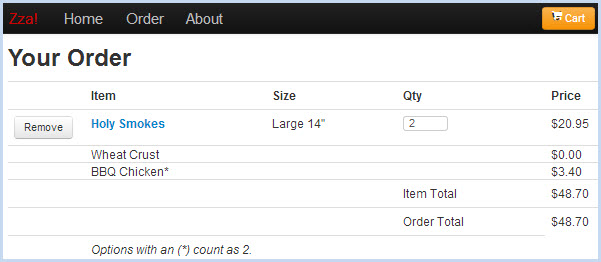 Zza! Home Order About Cart
Your Order
Item Size Qty Price
Remove Holy Smokes Large 14" 2 $20.95
Wheat Crust $0.00
BBQ Chicken* $3.40
Item Total $48.70
Order Total $48.70
Options with an (*) count as 2.